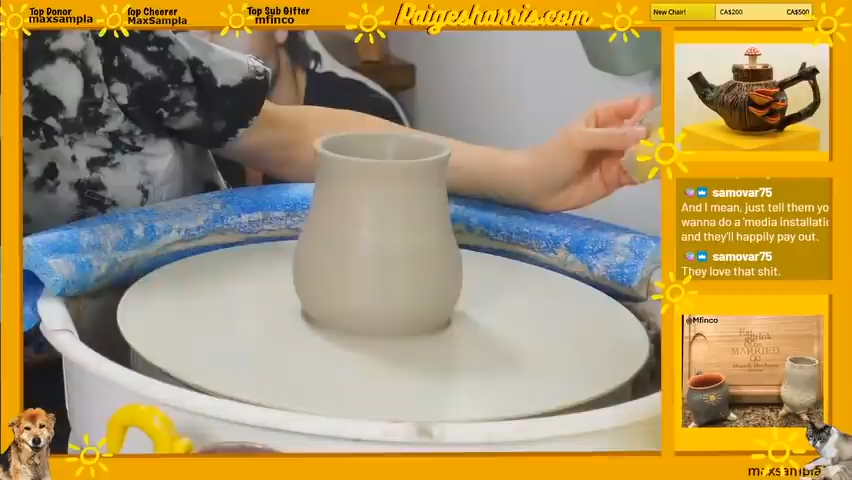 Top Donor
maxsampla
Top Cheerer
MaxSampla
Top Sub Gifter
mfinco
Paigesharris.com
New Chair!
CA$200
CA$500
samovar75
And I mean, just tell them yo
wanna do a 'media installatic
and they'll happily pay out.
samovar75
They love that shit.
@Mfinco
Eat
drink
MARRIED
maxsampla